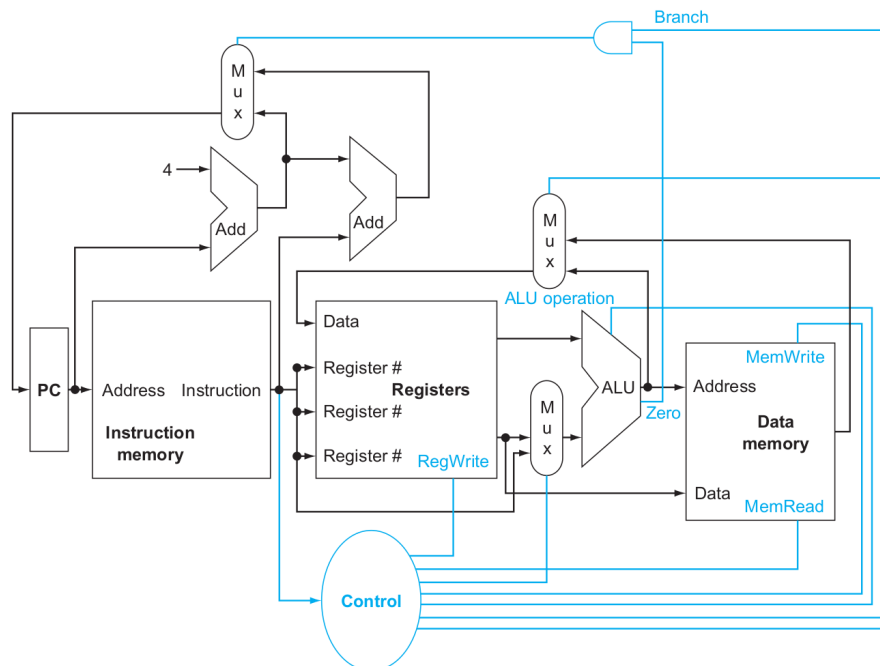 Branch
M
u
x
4
Add
Add
M
u
x
ALU operation
Data
Register #
Registers
Register #
Register #
RegWrite
PC
Address
Instruction
Instruction
memory
M
u
x
ALU
Zero
MemWrite
Address
Data
memory
Data
MemRead
Control